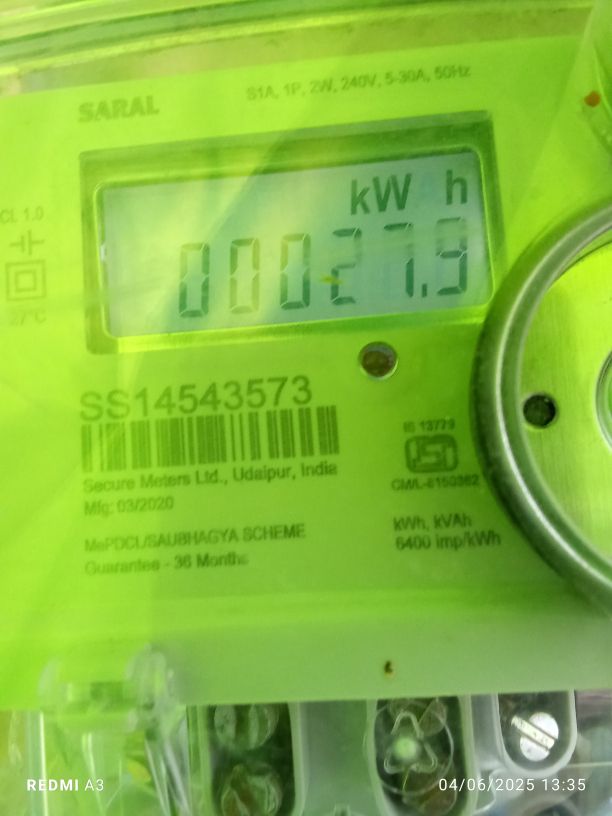 SARAL
S1A, 1P, 2W, 240V, 5-30A, 50Hz
CL 1.0
kW h
00027.9
27°C
SS14543573
IS 13779
Secure Meters Ltd., Udaipur, India
CM/L-8150362
Mfg: 03/2020
kWh, kVAh
MePDCL/SAUBHAGYA SCHEME
6400 imp/kWh
Guarantee - 36 Months
REDMI A3
04/06/2025 13:35